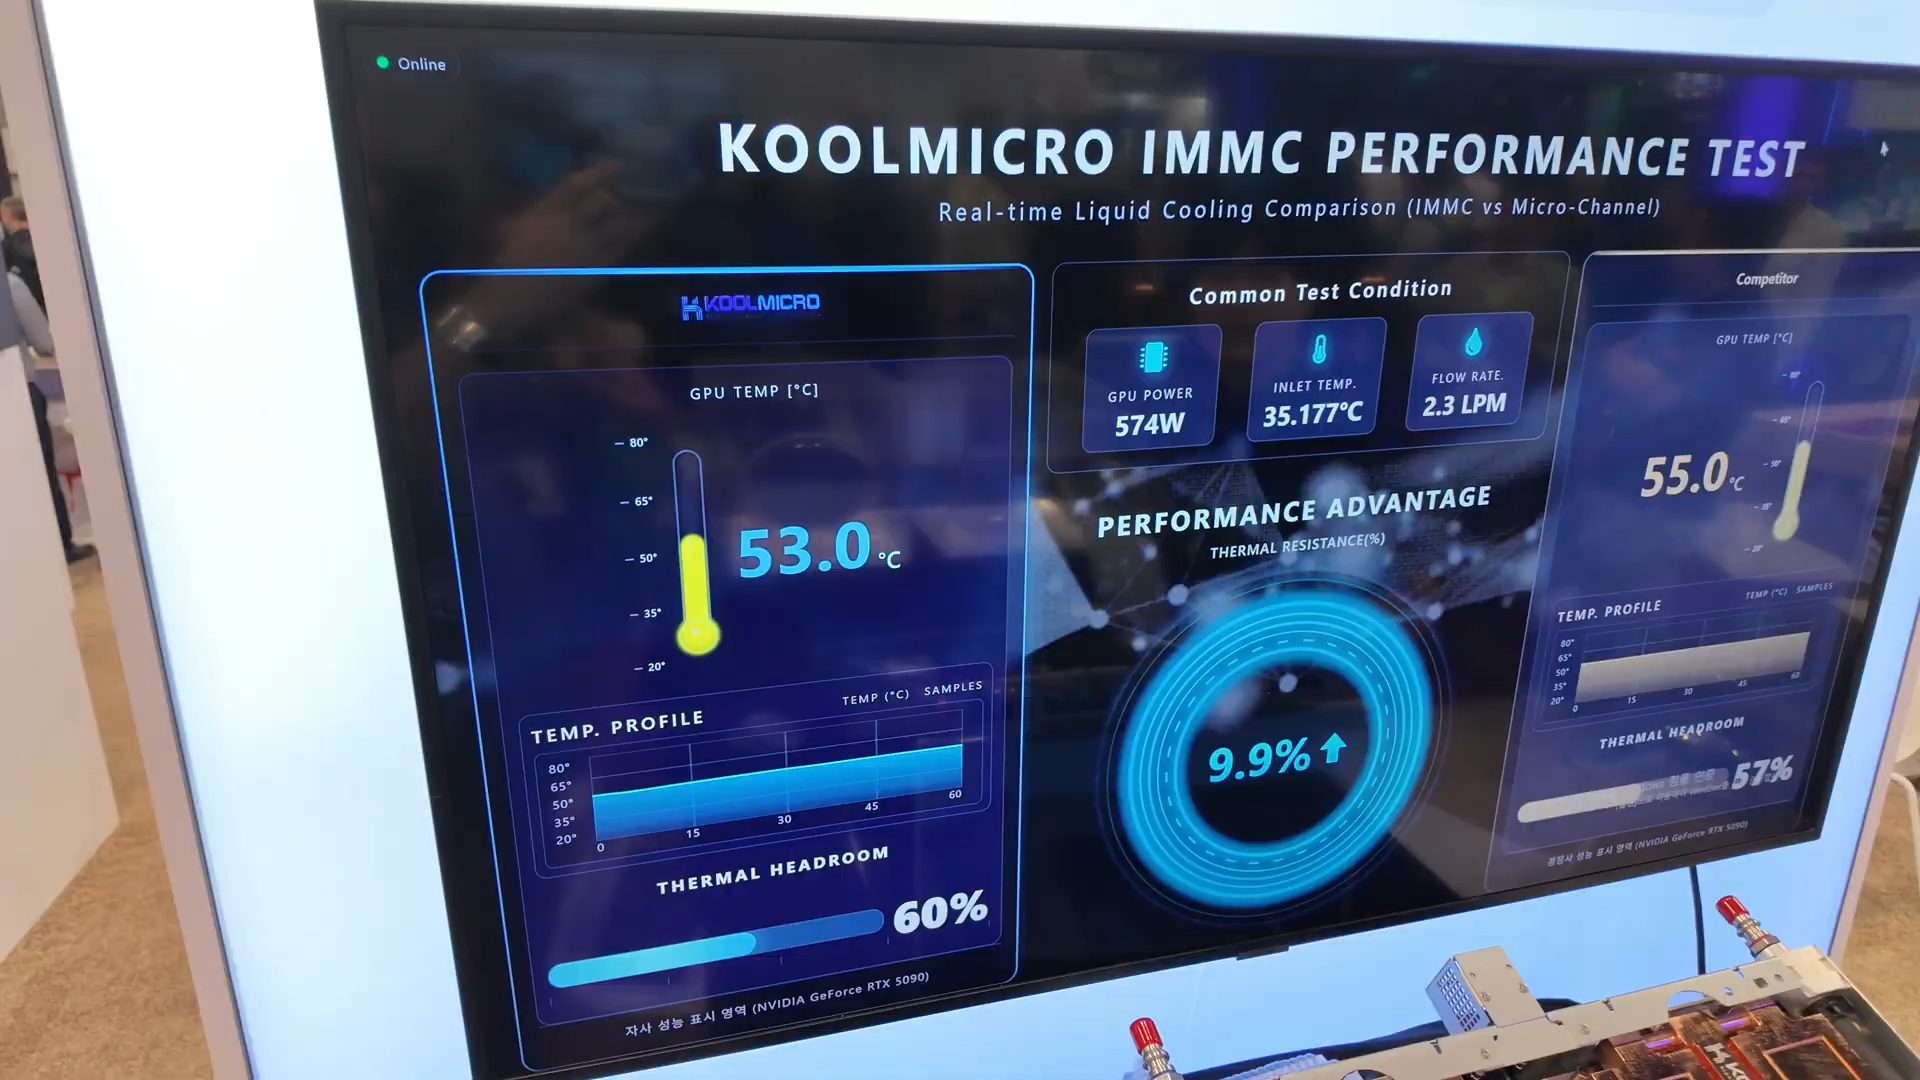 Online
KOOLMICRO IMMC PERFORMANCE TEST
Real-time Liquid Cooling Comparison (IMMC vs Micro-Channel)
KOOLMICRO
GPU TEMP [°C]
80°
65°
50°
35°
20°
53.0 °C
TEMP. PROFILE
TEMP (°C) SAMPLES
80°
65°
50°
35°
20°
0 15 30 45 60
THERMAL HEADROOM
60%
자사 성능 표시 영역 (NVIDIA GeForce RTX 5090)
Common Test Condition
GPU POWER
574W
INLET TEMP.
35.177°C
FLOW RATE.
2.3 LPM
PERFORMANCE ADVANTAGE
THERMAL RESISTANCE(%)
9.9%
Competitor
GPU TEMP [°C]
80°
65°
50°
35°
20°
55.0 °C
TEMP. PROFILE
TEMP (°C) SAMPLES
80°
65°
50°
35°
20°
0 15 30 45 60
THERMAL HEADROOM
57%
경쟁사 성능 표시 영역 (NVIDIA GeForce RTX 5090)